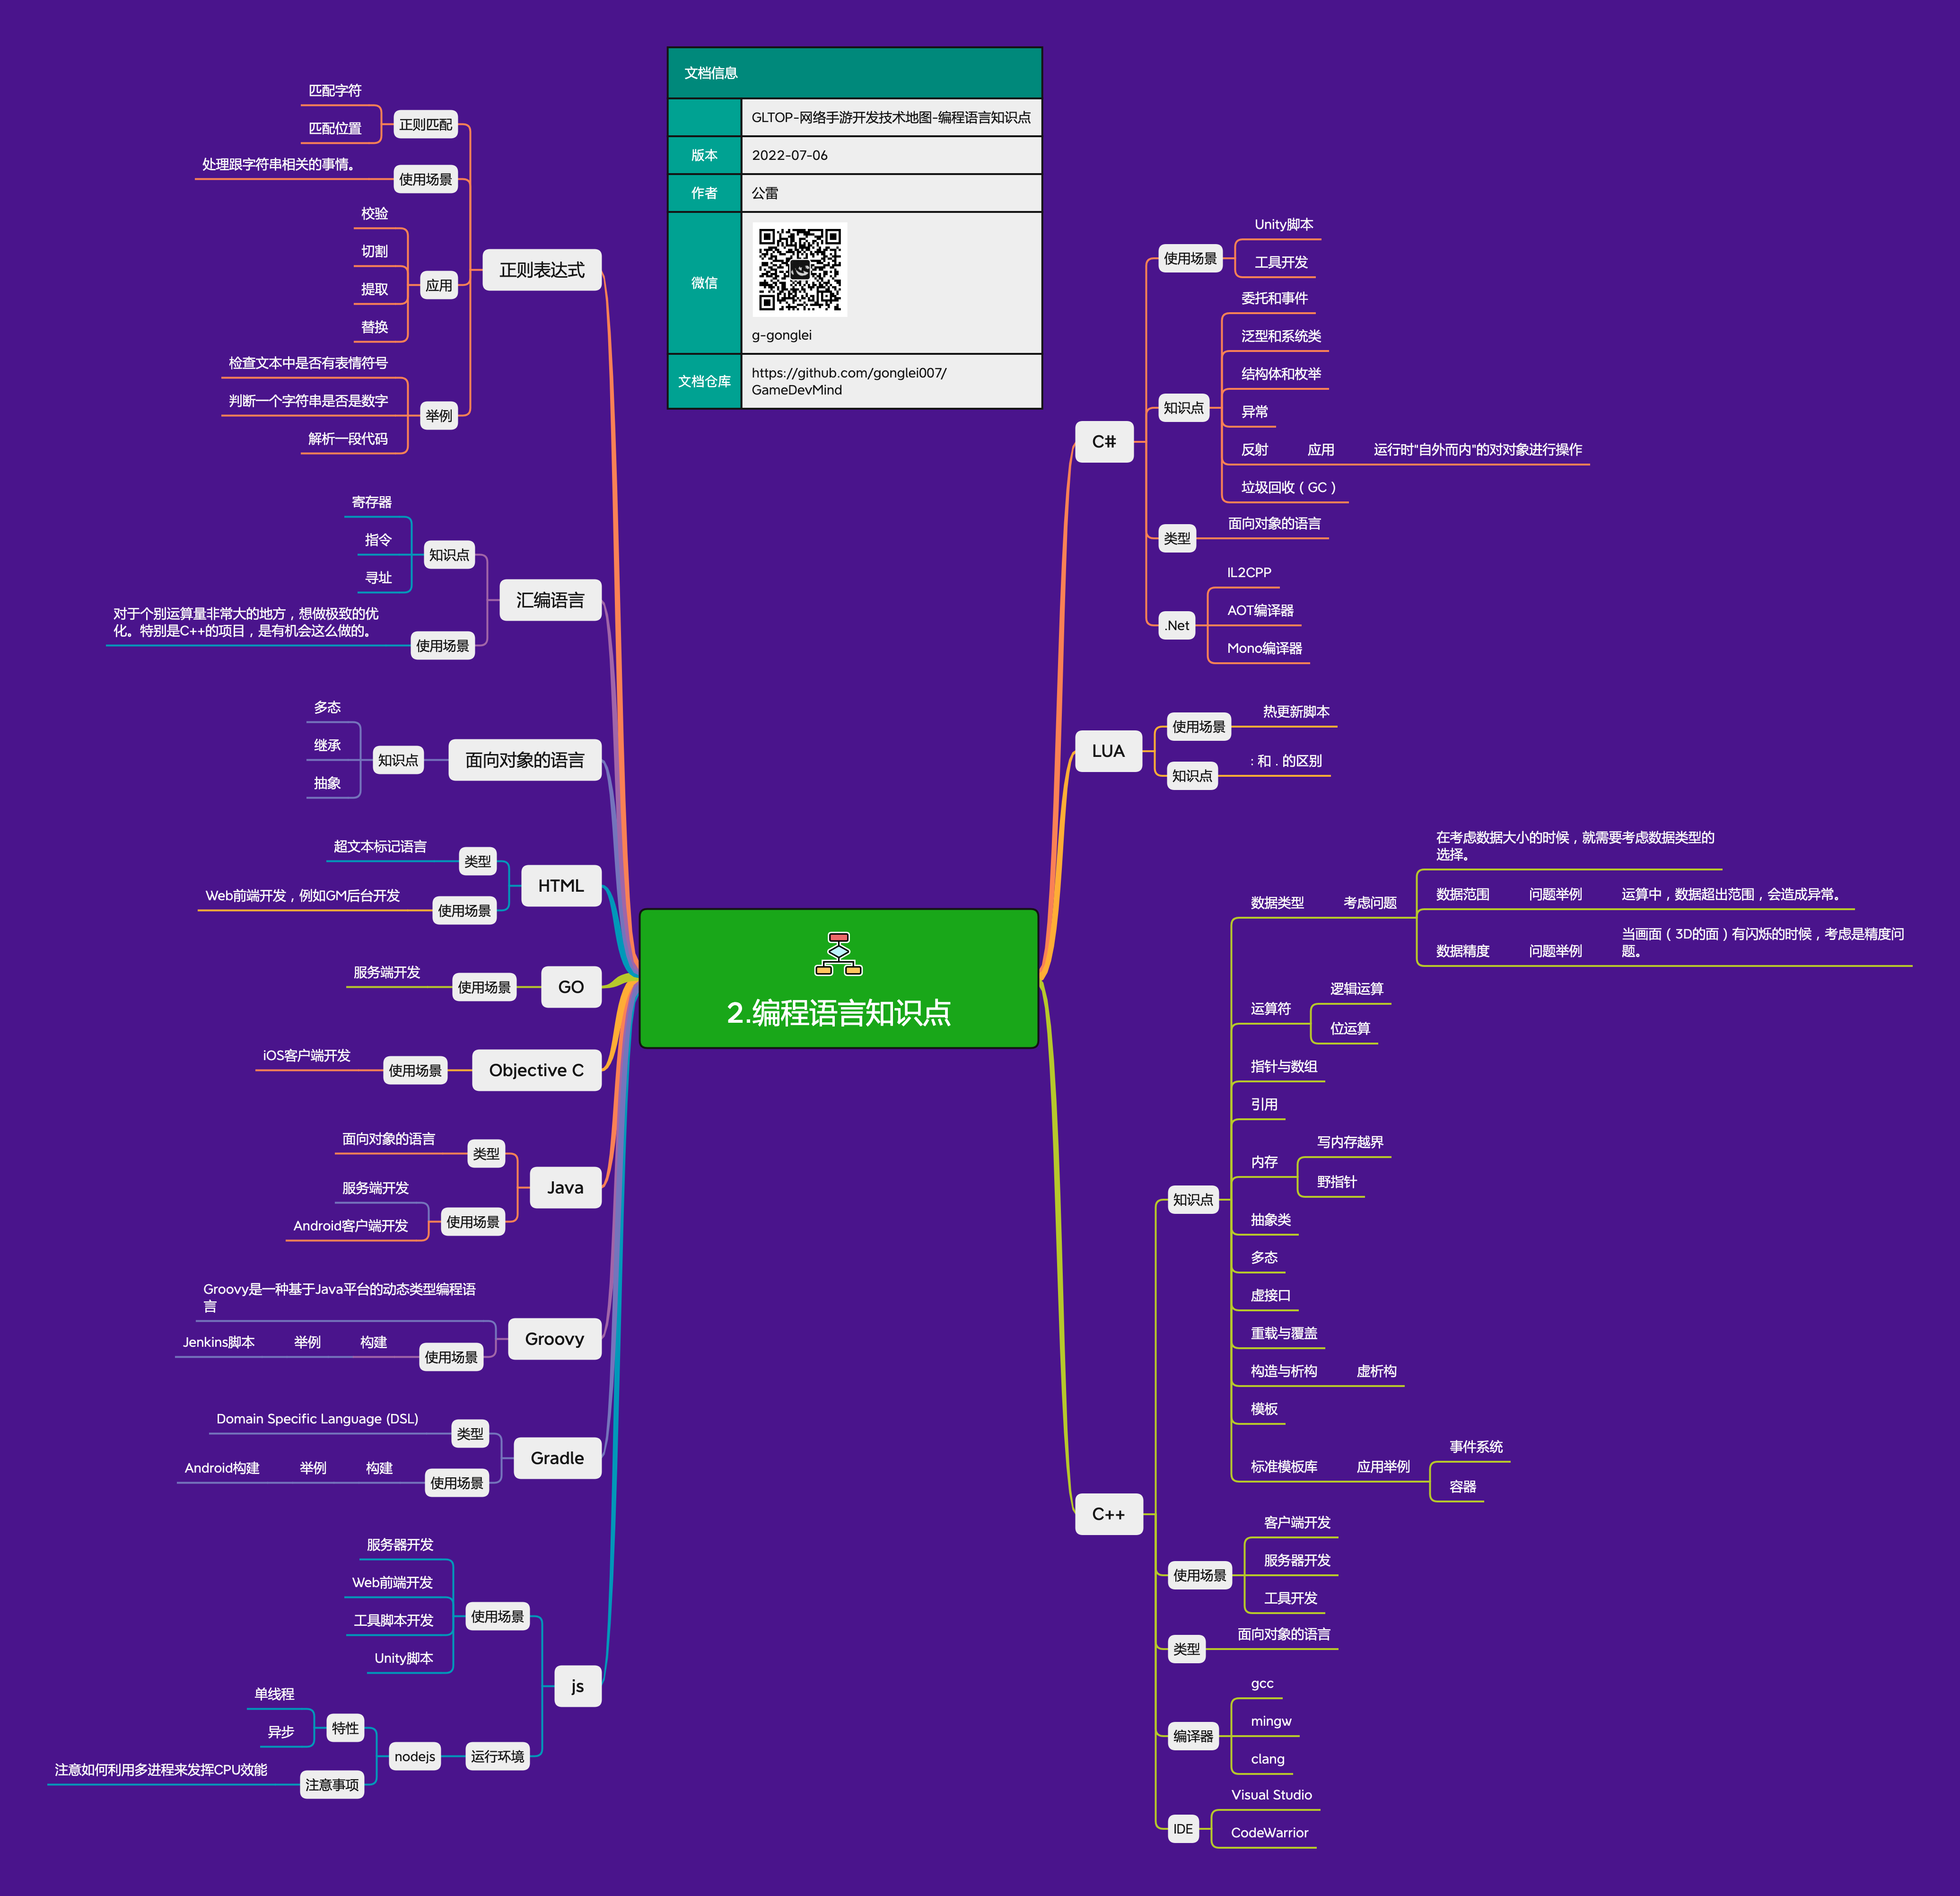 文档信息
GLTOP-网络手游开发技术地图-编程语言知识点
版本
2022-07-06
作者
公雷
微信
g-gonglei
文档仓库
https://github.com/gonglei007/
GameDevMind
2.编程语言知识点
C#
使用场景
Unity脚本
工具开发
知识点
委托和事件
泛型和系统类
结构体和枚举
异常
反射
应用
运行时“自外而内”的对对象进行操作
垃圾回收（GC）
类型
面向对象的语言
.Net
IL2CPP
AOT编译器
Mono编译器
LUA
使用场景
热更新脚本
知识点
: 和 . 的区别
C++
知识点
数据类型
考虑问题
在考虑数据大小的时候，就需要考虑数据类型的
选择。
数据范围
问题举例
运算中，数据超出范围，会造成异常。
数据精度
问题举例
当画面（3D的面）有闪烁的时候，考虑是精度问
题。
运算符
逻辑运算
位运算
指针与数组
引用
内存
写内存越界
野指针
抽象类
多态
虚接口
重载与覆盖
构造与析构
虚析构
模板
标准模板库
应用举例
事件系统
容器
使用场景
客户端开发
服务器开发
工具开发
类型
面向对象的语言
编译器
gcc
mingw
clang
IDE
Visual Studio
CodeWarrior
正则表达式
正则匹配
匹配字符
匹配位置
使用场景
处理跟字符串相关的事情。
应用
校验
切割
提取
替换
举例
检查文本中是否有表情符号
判断一个字符串是否是数字
解析一段代码
汇编语言
知识点
寄存器
指令
寻址
使用场景
对于个别运算量非常大的地方，想做极致的优
化。特别是C++的项目，是有机会这么做的。
面向对象的语言
知识点
多态
继承
抽象
HTML
类型
超文本标记语言
使用场景
Web前端开发，例如GM后台开发
GO
使用场景
服务端开发
Objective C
使用场景
iOS客户端开发
Java
类型
面向对象的语言
使用场景
服务端开发
Android客户端开发
Groovy
Groovy是一种基于Java平台的动态类型编程语
言
使用场景
构建
举例
Jenkins脚本
Gradle
类型
Domain Specific Language (DSL)
使用场景
构建
举例
Android构建
js
使用场景
服务器开发
Web前端开发
工具脚本开发
Unity脚本
运行环境
nodejs
特性
单线程
异步
注意事项
注意如何利用多进程来发挥CPU效能